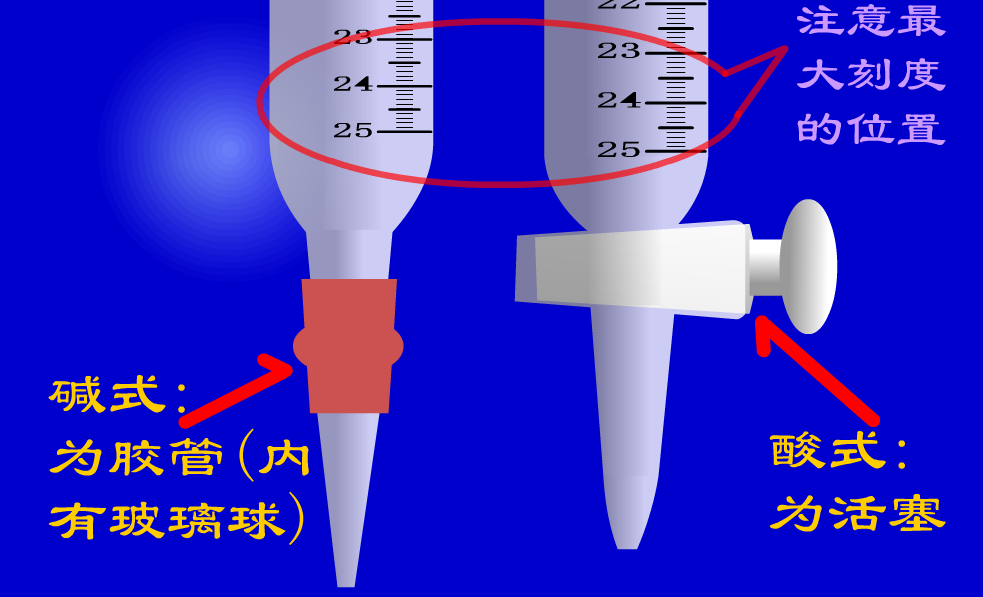 22
23
24
25
23
24
25
注意最
大刻度
的位置
碱式:
为胶管(内
有玻璃球)
酸式:
为活塞